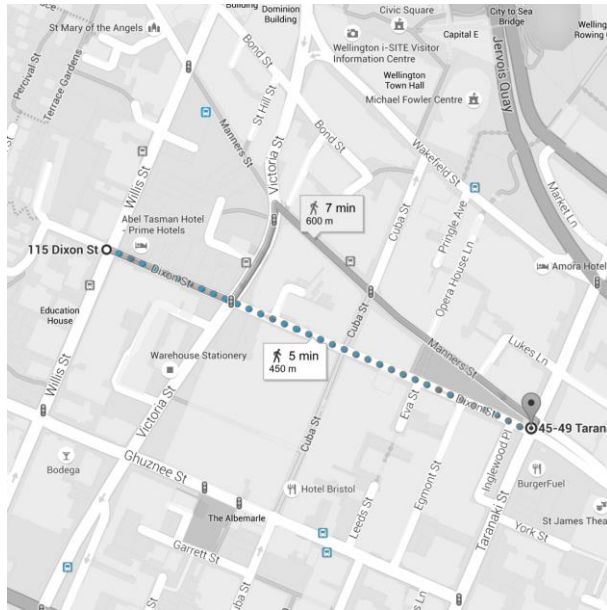 Dominion
Building
Civic Square
City to Sea
Bridge
St Mary of the Angels
Wellington i-SITE Visitor
Information Centre
Capital E
Rowing
Percival St
Terrace Gardens
Bond St
Wellington
Town Hall
Michael Fowler Centre
Jervois Quay
St Hill St
Manners St
Victoria St
Bond St
Wakefield St
Willis St
7 min
600 m
Cuba St
Pringle Ave
Market Ln
Abel Tasman Hotel
- Prime Hotels
115 Dixon St
Dixon St
Opera House Ln
Amora Hotel
Education
House
Cuba St
Warehouse Stationery
5 min
450 m
Manners St
Lukes Ln
Willis St
Victoria St
Dixon St
Eva St
45-49 Tarana
Cuba St
Inglewood Pl
Bodega
Ghuznee St
BurgerFuel
Hotel Bristol
Egmont St
Taranaki St
Leeds St
The Albemarle
York St
St James Thea
Garrett St